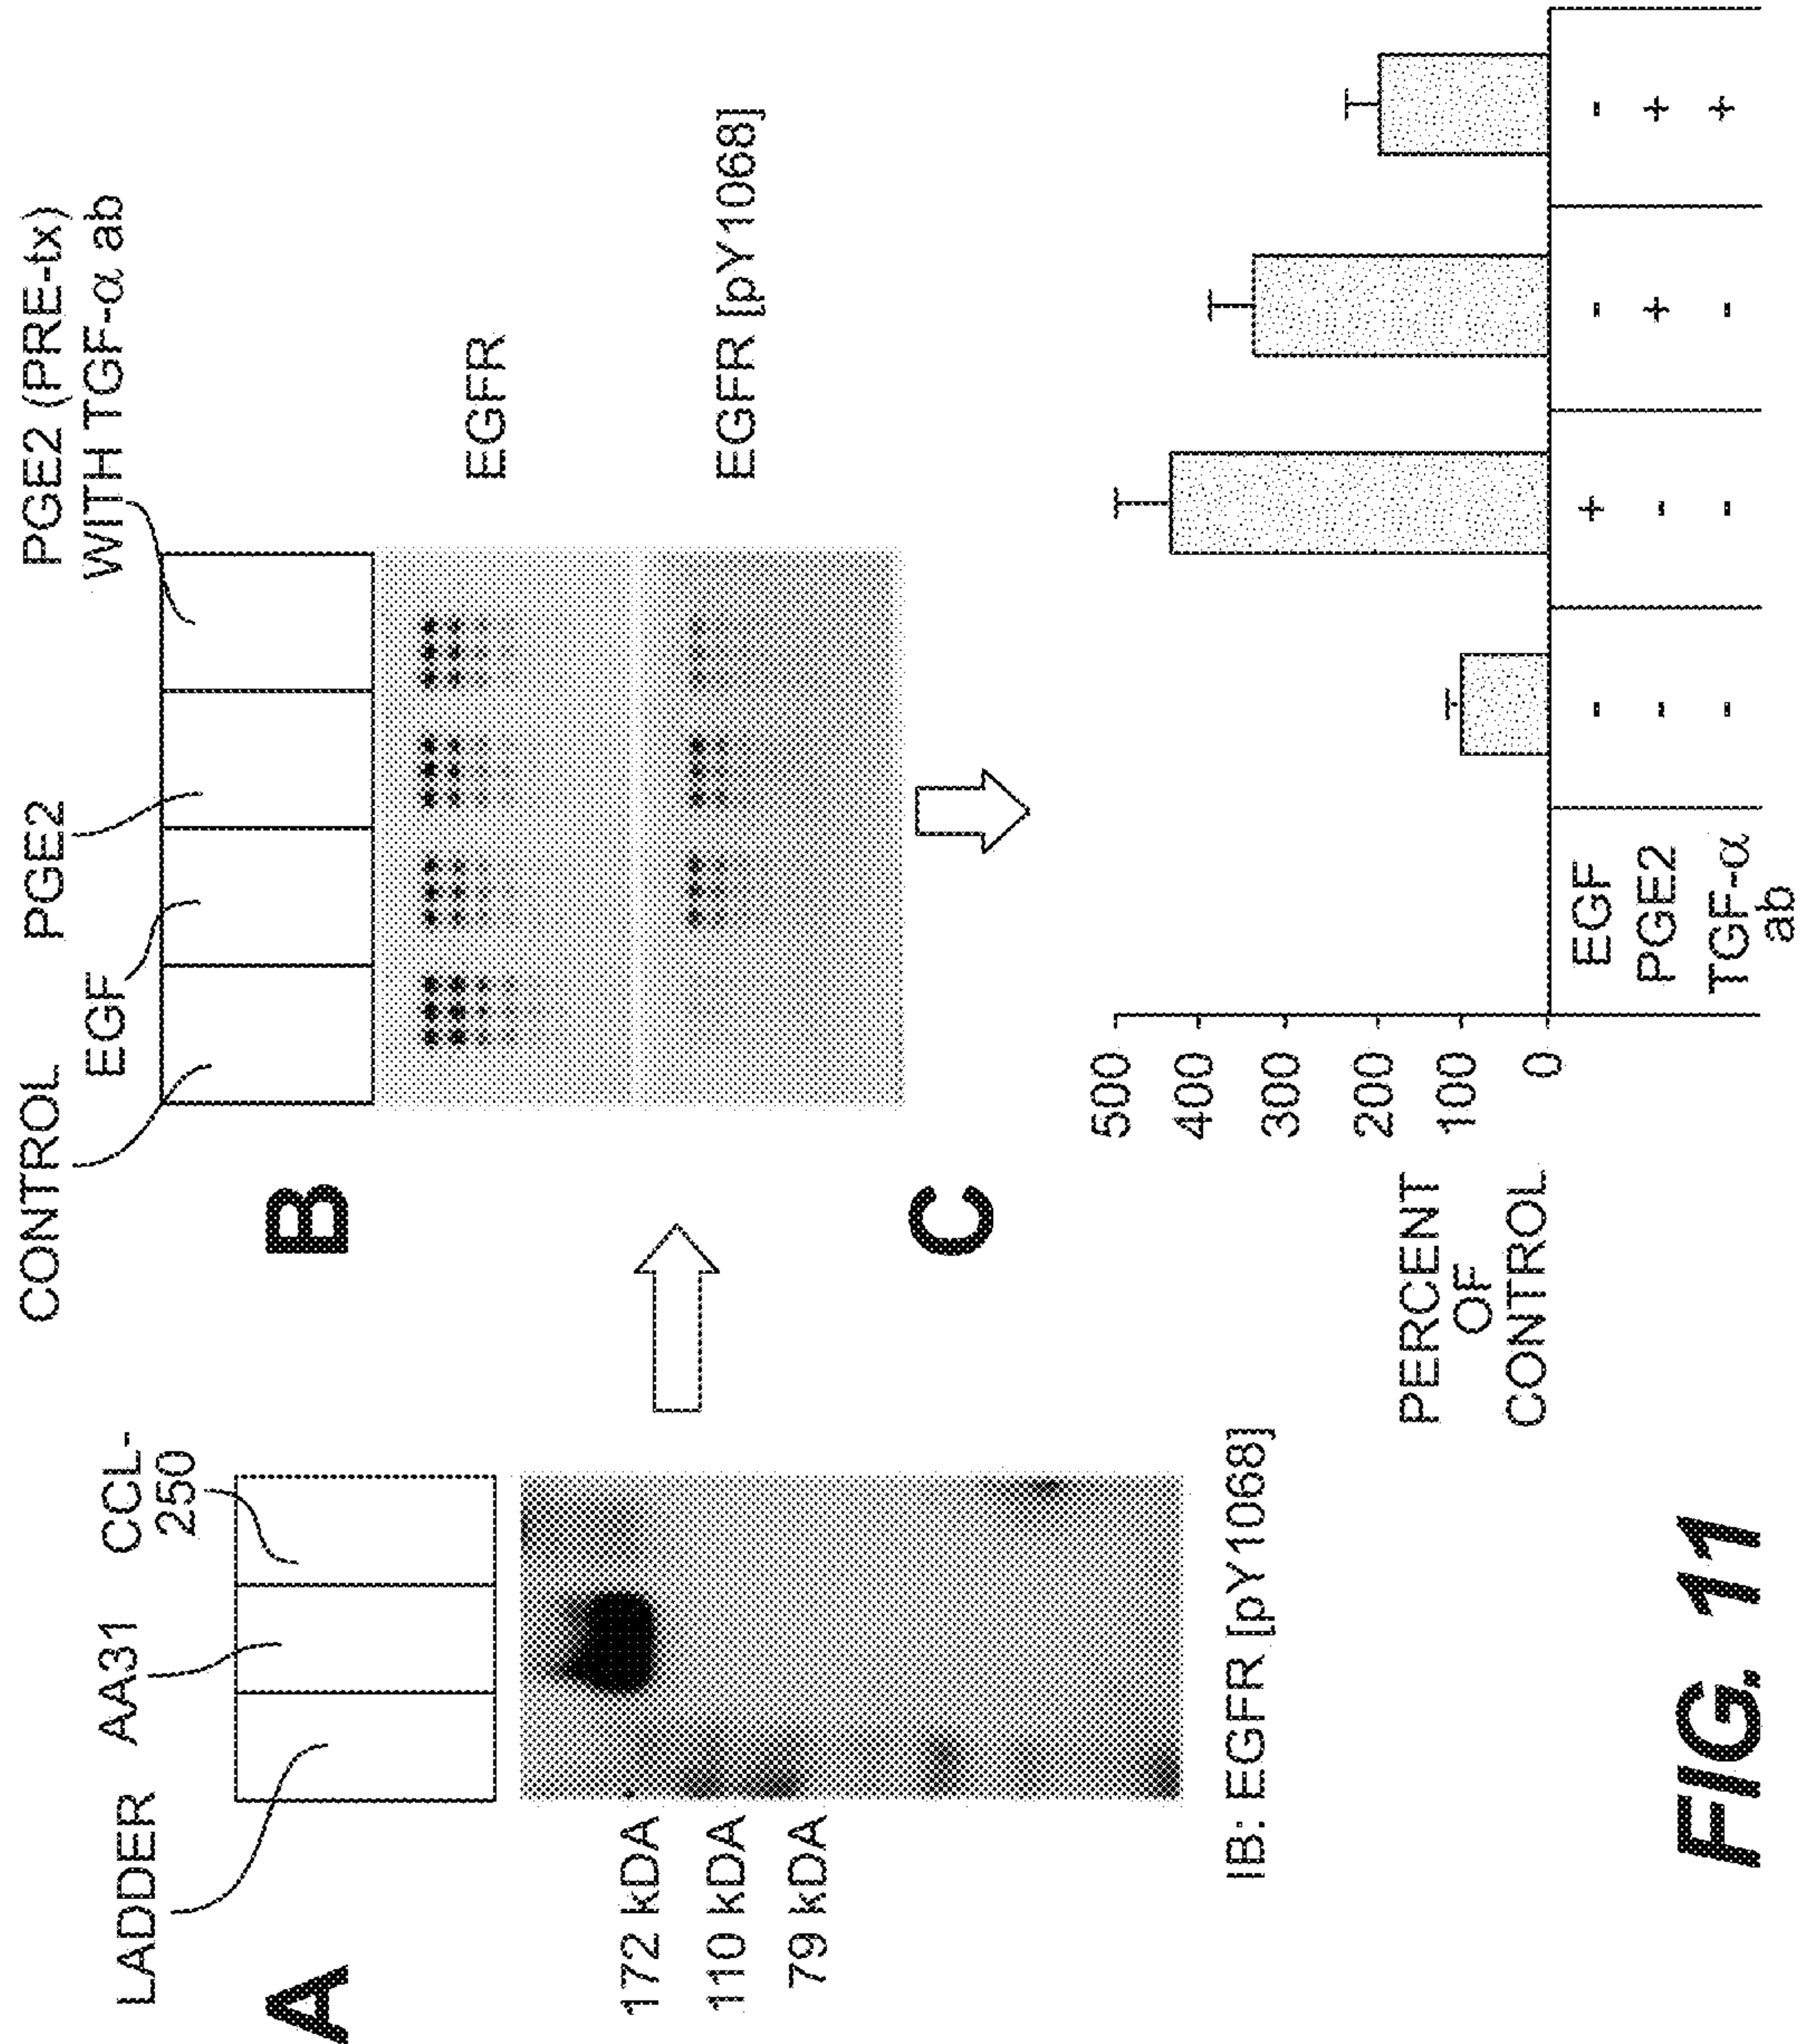 A
LADDER
AA31
CCL-
250
172 kDA
110 kDA
79 kDA
IB: EGFR [pY1068]
B
CONTROL
EGF
PGE2
PGE2 (PRE-tx)
WITH TGF-α ab
EGFR
EGFR [pY1068]
C
PERCENT
OF
CONTROL
500
400
300
200
100
0
EGF - + - -
PGE2 - - + +
TGF-α - - - +
ab
FIG. 11